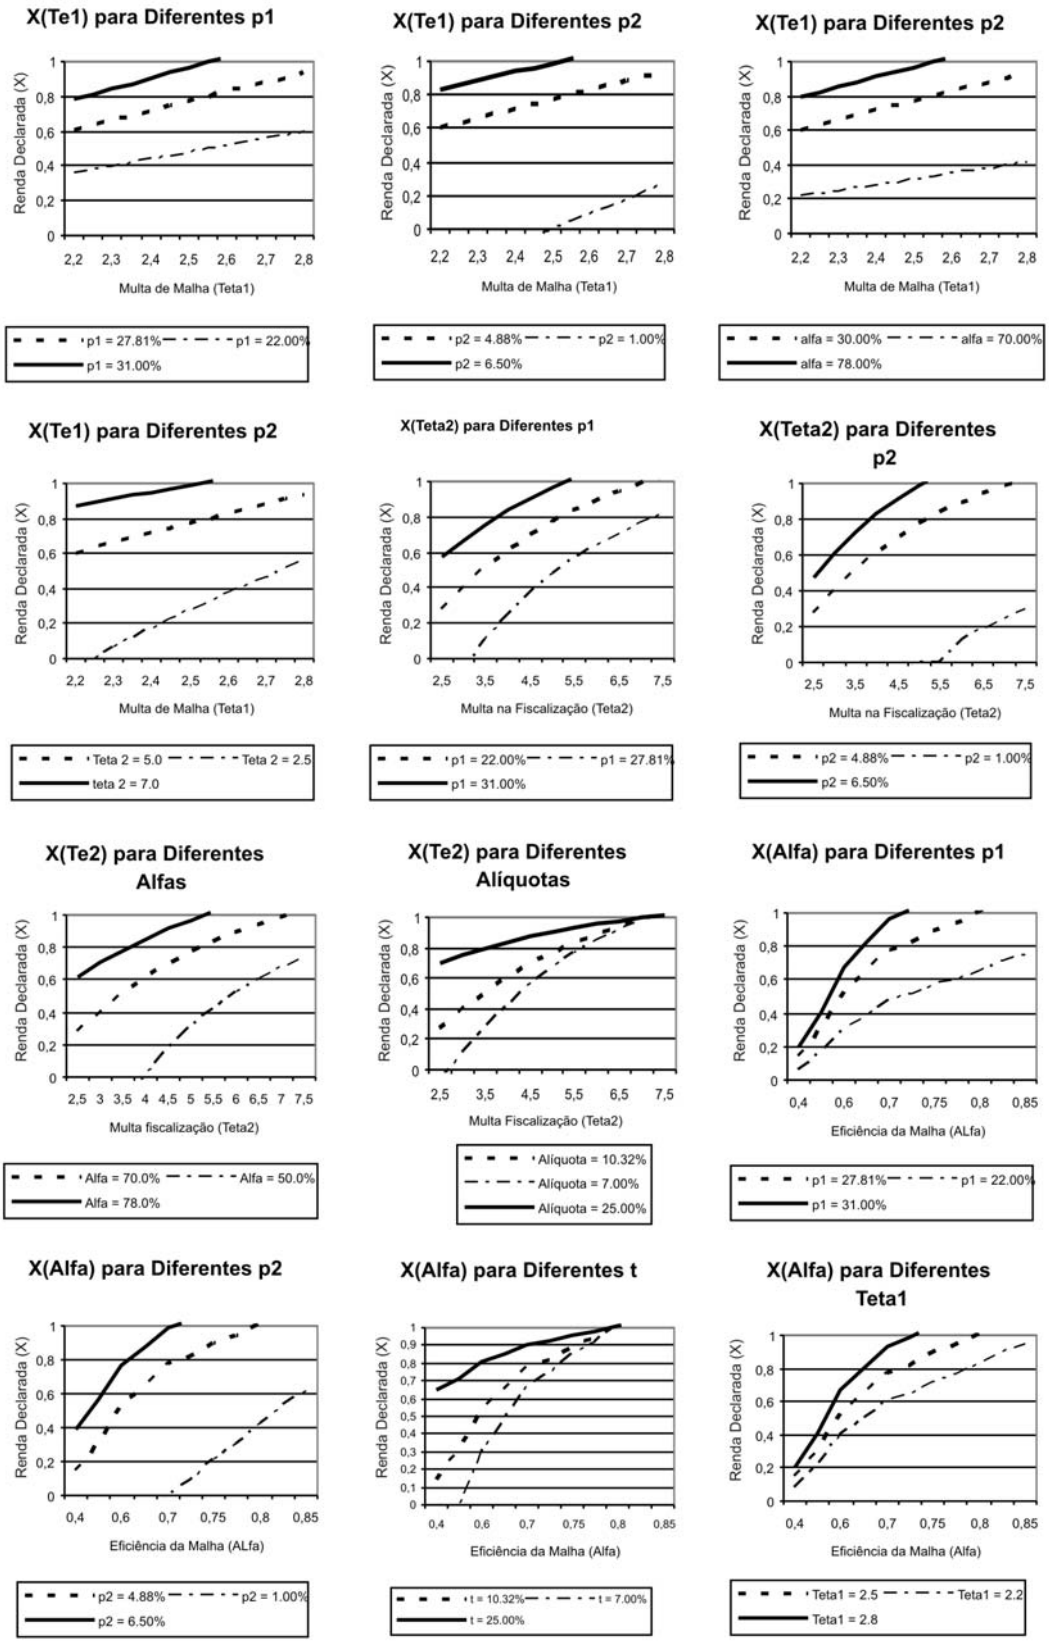 X(Te1) para Diferentes p1
Renda Declarada (X)
1
0,8
0,6
0,4
0,2
0
2,2 2,3 2,4 2,5 2,6 2,7 2,8
Multa de Malha (Teta1)
p1 = 27.81% p1 = 22.00%
p1 = 31.00%
X(Te1) para Diferentes p2
Renda Declarada (X)
1
0,8
0,6
0,4
0,2
0
2,2 2,3 2,4 2,5 2,6 2,7 2,8
Multa de Malha (Teta1)
p2 = 4.88% p2 = 1.00%
p2 = 6.50%
X(Te1) para Diferentes p2
Renda Declarada (X)
1
0,8
0,6
0,4
0,2
0
2,2 2,3 2,4 2,5 2,6 2,7 2,8
Multa de Malha (Teta1)
alfa = 30.00% alfa = 70.00%
alfa = 78.00%
X(Te1) para Diferentes p2
Renda Declarada (X)
1
0,8
0,6
0,4
0,2
0
2,2 2,3 2,4 2,5 2,6 2,7 2,8
Multa de Malha (Teta1)
Teta 2 = 5.0 Teta 2 = 2.5
teta 2 = 7.0
X(Teta2) para Diferentes p1
Renda Declarada (X)
1
0,8
0,6
0,4
0,2
0
2,5 3,5 4,5 5,5 6,5 7,5
Multa na Fiscalização (Teta2)
p1 = 22.00% p1 = 27.81%
p1 = 31.00%
X(Teta2) para Diferentes
p2
Renda Declarada (X)
1
0,8
0,6
0,4
0,2
0
2,5 3,5 4,5 5,5 6,5 7,5
Multa na Fiscalização (Teta2)
p2 = 4.88% p2 = 1.00%
p2 = 6.50%
X(Te2) para Diferentes
Alfas
Renda Declarada (X)
1
0,8
0,6
0,4
0,2
0
2,5 3 3,5 4 4,5 5 5,5 6 6,5 7 7,5
Multa fiscalização (Teta2)
Alfa = 70.0% Alfa = 50.0%
Alfa = 78.0%
X(Te2) para Diferentes
Alíquotas
Renda Declarada (X)
1
0,8
0,6
0,4
0,2
0
2,5 3,5 4,5 5,5 6,5 7,5
Multa Fiscalização (Teta2)
Alíquota = 10.32%
Alíquota = 7.00%
Alíquota = 25.00%
X(Alfa) para Diferentes p1
Renda Declarada (X)
1
0,8
0,6
0,4
0,2
0
0,4 0,6 0,7 0,75 0,8 0,85
Eficiência da Malha (ALfa)
p1 = 27.81% p1 = 22.00%
p1 = 31.00%
X(Alfa) para Diferentes p2
Renda Declarada (X)
1
0,8
0,6
0,4
0,2
0
0,4 0,6 0,7 0,75 0,8 0,85
Eficiência da Malha (ALfa)
p2 = 4.88% p2 = 1.00%
p2 = 6.50%
X(Alfa) para Diferentes t
Renda Declarada (X)
1
0,9
0,8
0,7
0,6
0,5
0,4
0,3
0,2
0,1
0
0,4 0,6 0,7 0,75 0,8 0,85
Eficiência da Malha (Alfa)
t = 10.32% t = 7.00%
t = 25.00%
X(Alfa) para Diferentes
Teta1
Renda Declarada (X)
1
0,8
0,6
0,4
0,2
0
0,4 0,6 0,7 0,75 0,8 0,85
Eficiência da Malha (Alfa)
Teta1 = 2.5 Teta1 = 2.2
Teta1 = 2.8